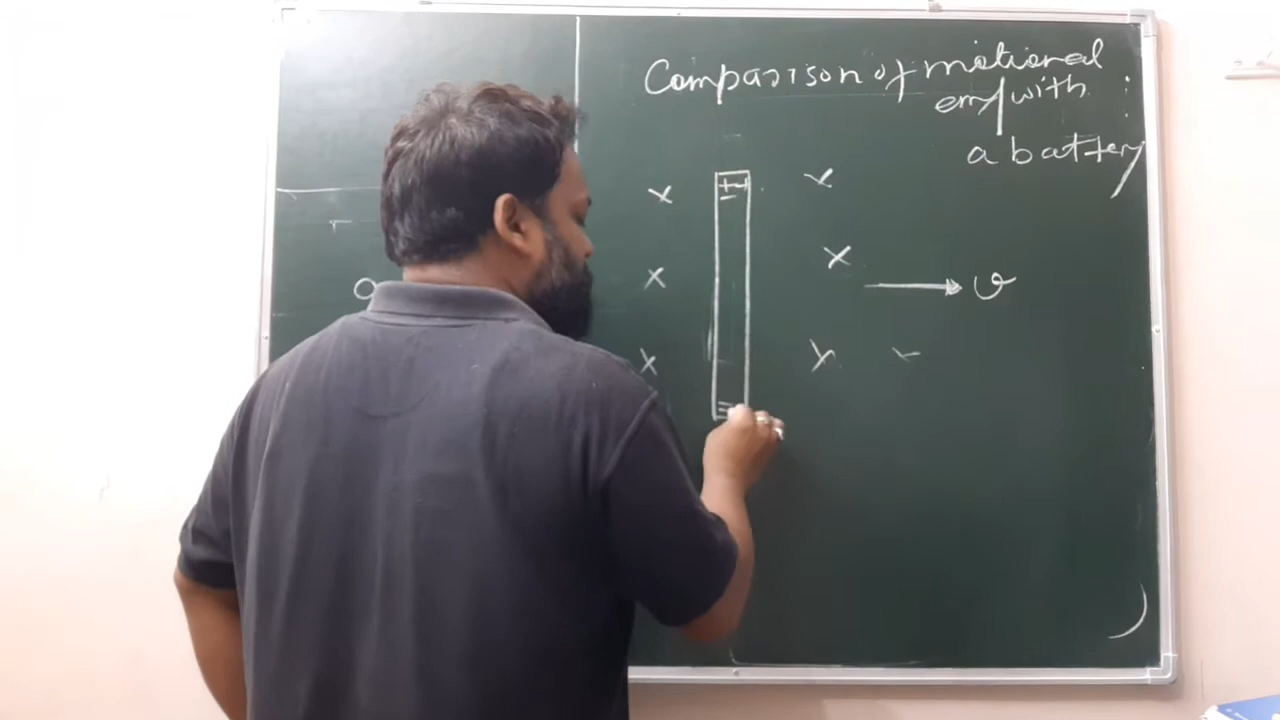 Comparison of motional
emf with :
a battery
x + x
x x
v
x x x